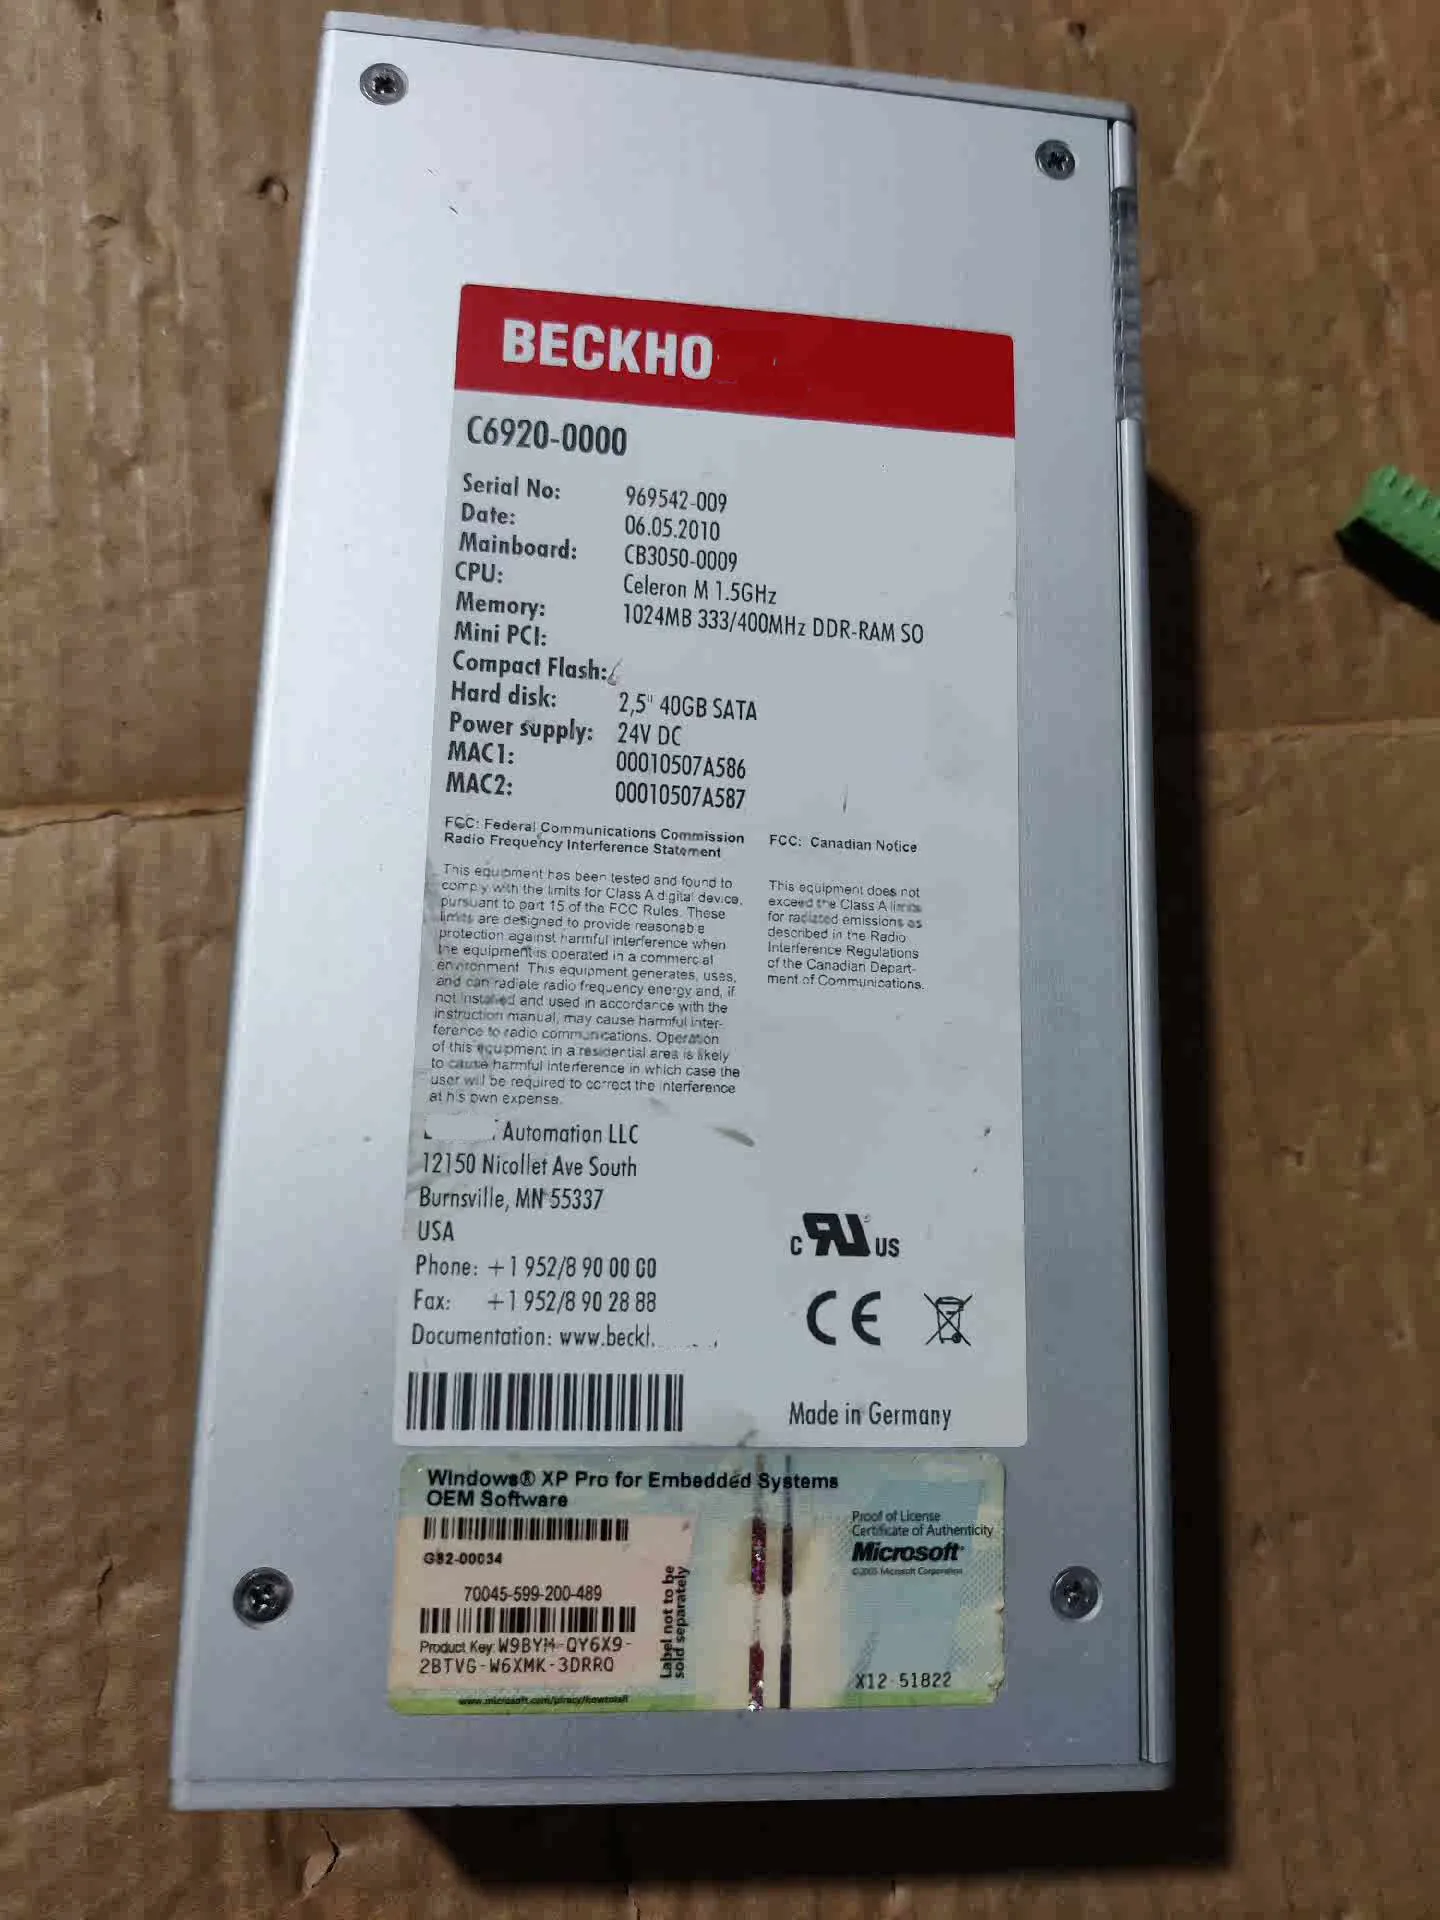 BECKHO
C6920-0000
Serial No: 969542-009
Date: 06.05.2010
Mainboard: CB3050-0009
CPU: Celeron M 1.5GHz
Memory: 1024MB 333/400MHz DDR-RAM SO
Mini PCI:
Compact Flash:
Hard disk: 2,5" 40GB SATA
Power supply: 24V DC
MAC1: 00010507A586
MAC2: 00010507A587
FCC: Federal Communications Commission
Radio Frequency Interference Statement
This equipment has been tested and found to
comply with the limits for Class A digital device,
pursuant to part 15 of the FCC Rules. These
limits are designed to provide reasonable
protection against harmful interference when
the equipment is operated in a commercial
environment. This equipment generates, uses,
and can radiate radio frequency energy and, if
not installed and used in accordance with the
instruction manual, may cause harmful inter-
ference to radio communications. Operation
of this equipment in a residential area is likely
to cause harmful interference in which case the
user will be required to correct the interference
at his own expense.
FCC: Canadian Notice
This equipment does not
exceed the Class A limits
for radiated emissions as
described in the Radio
Interference Regulations
of the Canadian Depart-
ment of Communications.
Automation LLC
12150 Nicollet Ave South
Burnsville, MN 55337
USA
Phone: +1 952/8 90 00 00
Fax: +1 952/8 90 28 88
Documentation: www.beckh
c RU US
CE
Made in Germany
Windows® XP Pro for Embedded Systems
OEM Software
G82-00034
70045-599-200-489
Product Key: W9BYM-QY6X9-
2BTVG-W6XMK-3DRRQ
www.microsoft.com/piracy/howtotell
Label not to be
sold separately
Proof of License
Certificate of Authenticity
Microsoft
©2005 Microsoft Corporation
X12-51822